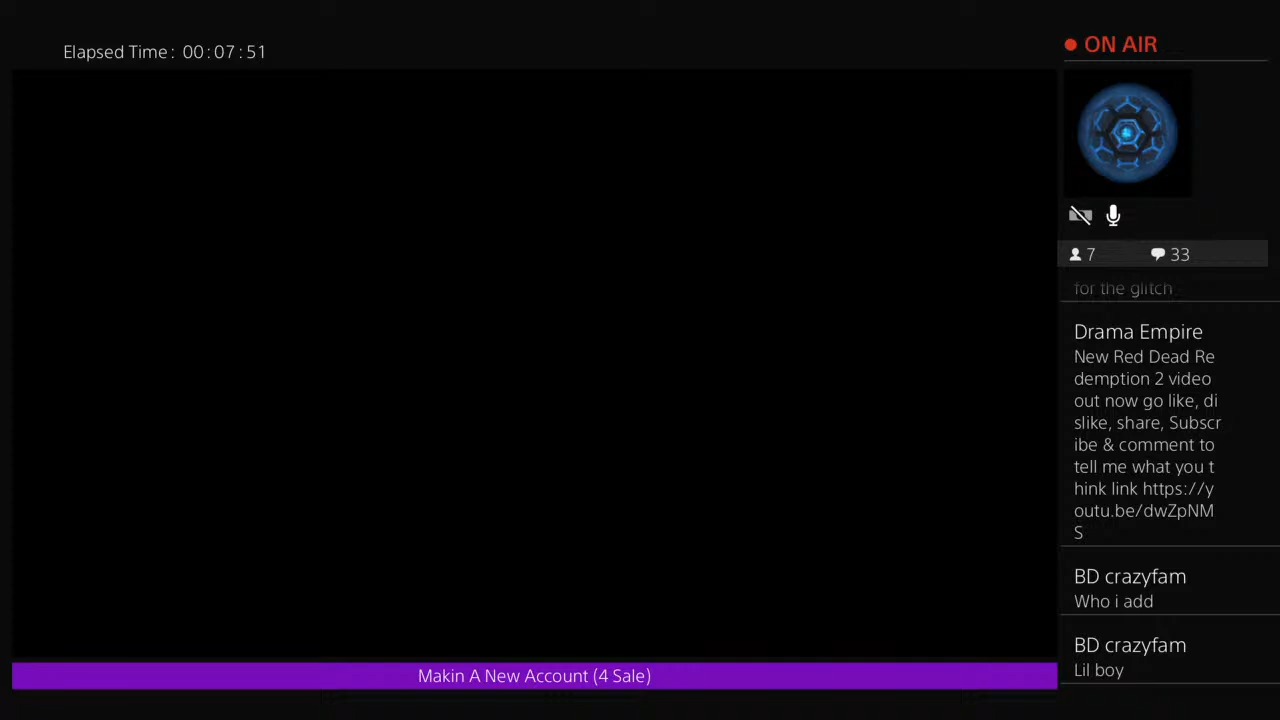 Elapsed Time: 00:07:51
ON AIR
7 33
for the glitch
Drama Empire
New Red Dead Re
demption 2 video
out now go like, di
slike, share, Subscr
ibe & comment to
tell me what you t
hink link https://y
outu.be/dwZpNM
S
BD crazyfam
Who i add
BD crazyfam
Lil boy
Makin A New Account (4 Sale)